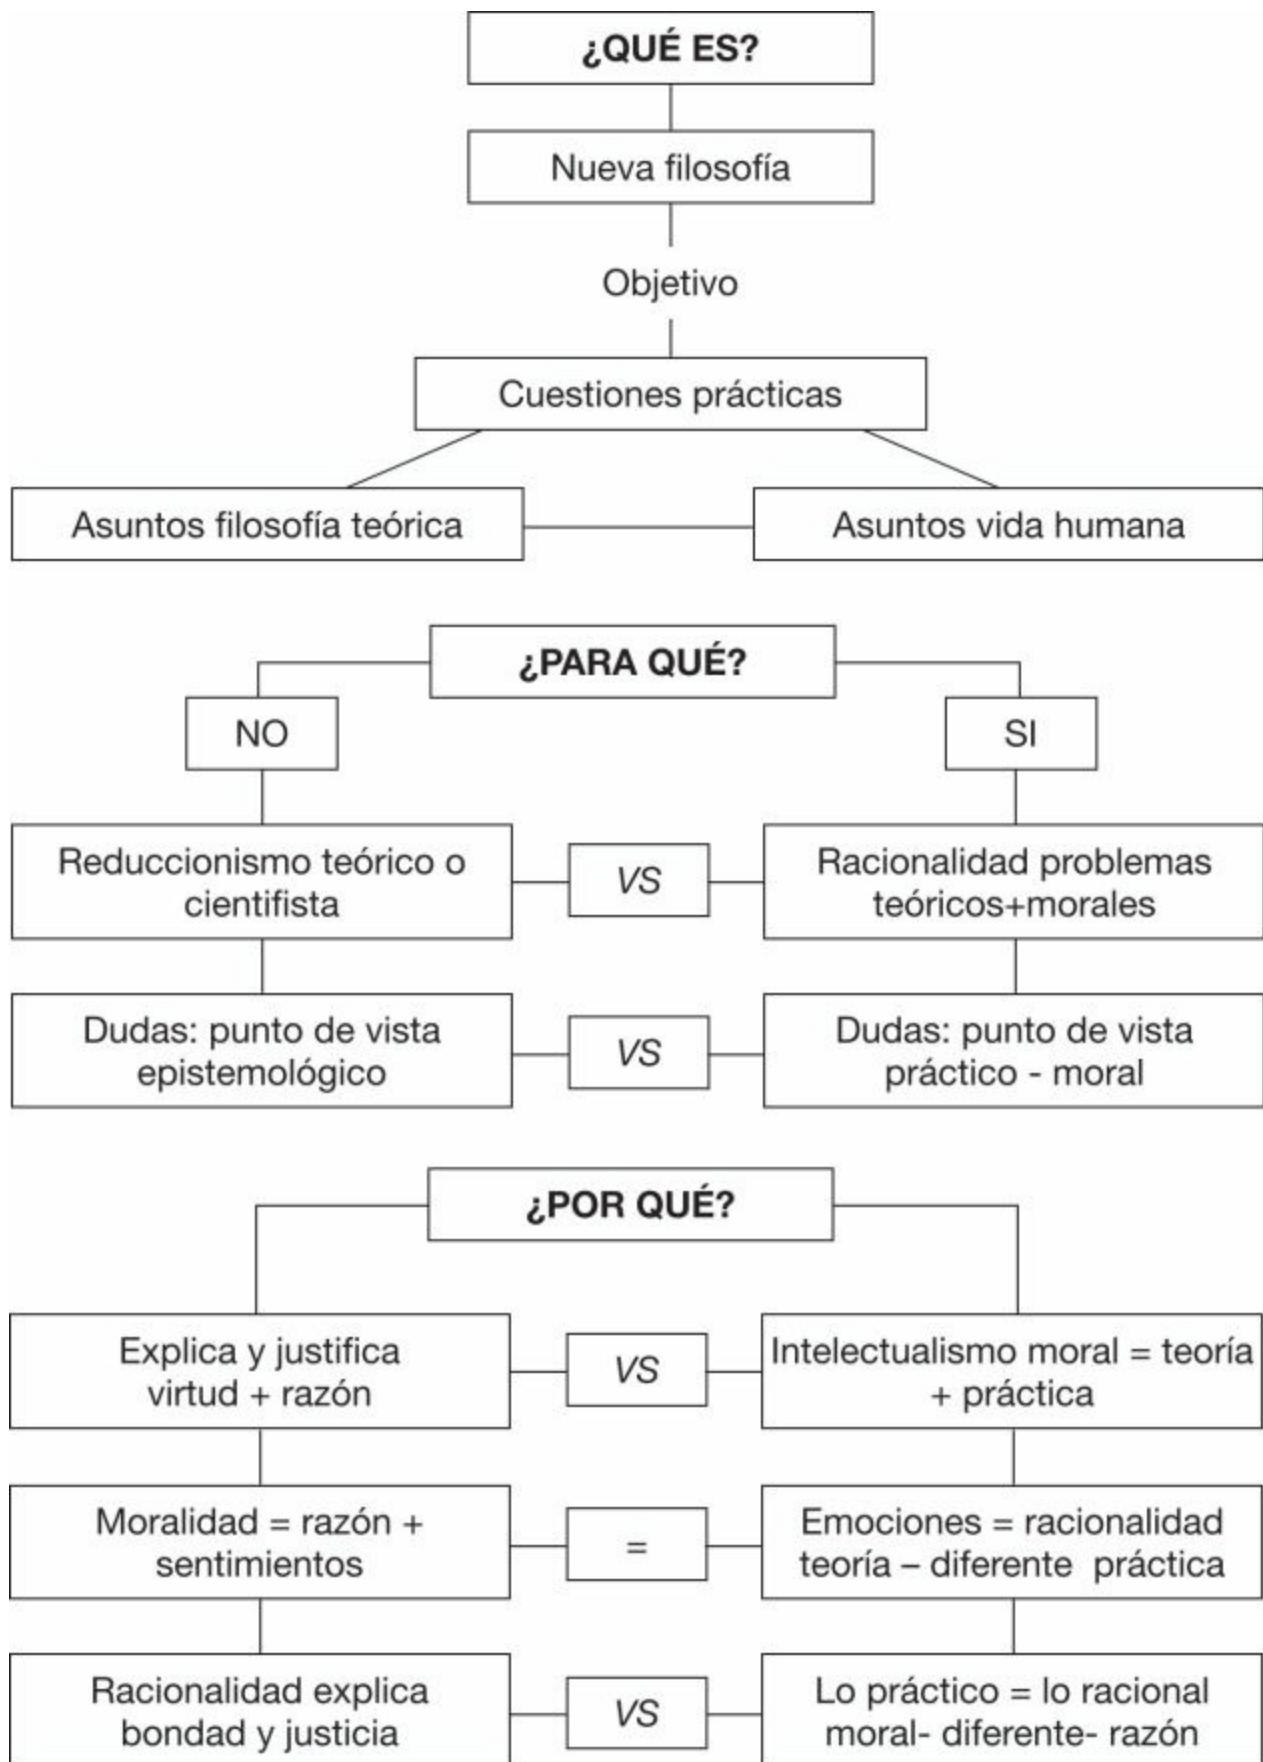 ¿QUÉ ES?
Nueva filosofía
Objetivo
Cuestiones prácticas
Asuntos filosofía teórica
Asuntos vida humana
¿PARA QUÉ?
NO
SI
Reduccionismo teórico o
cientifista
VS
Racionalidad problemas
teóricos+morales
Dudas: punto de vista
epistemológico
VS
Dudas: punto de vista
práctico - moral
¿POR QUÉ?
Explica y justifica
virtud + razón
VS
Intelectualismo moral = teoría
+ práctica
Moralidad = razón +
sentimientos
=
Emociones = racionalidad
teoría – diferente práctica
Racionalidad explica
bondad y justicia
VS
Lo práctico = lo racional
moral- diferente- razón